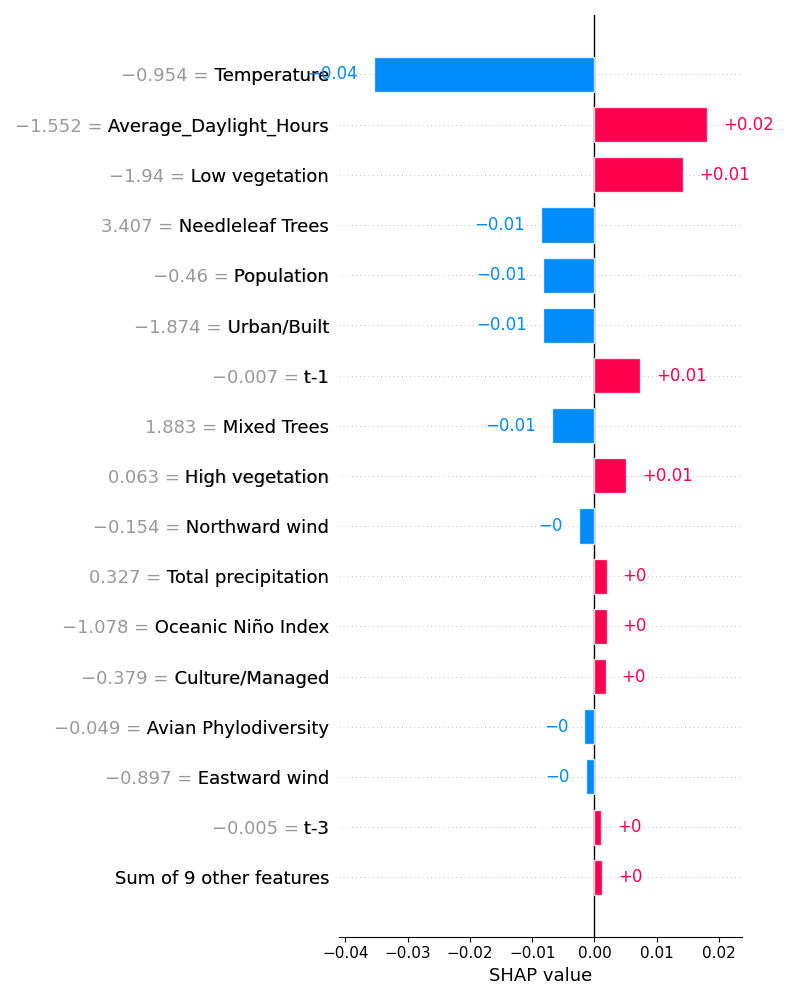 −0.954 = Temperature −0.04
−1.552 = Average_Daylight_Hours +0.02
−1.94 = Low vegetation +0.01
3.407 = Needleleaf Trees −0.01
−0.46 = Population −0.01
−1.874 = Urban/Built −0.01
−0.007 = t-1 +0.01
1.883 = Mixed Trees −0.01
0.063 = High vegetation +0.01
−0.154 = Northward wind −0
0.327 = Total precipitation +0
−1.078 = Oceanic Niño Index +0
−0.379 = Culture/Managed +0
−0.049 = Avian Phylodiversity −0
−0.897 = Eastward wind −0
−0.005 = t-3 +0
Sum of 9 other features +0
−0.04 −0.03 −0.02 −0.01 0.00 0.01 0.02
SHAP value